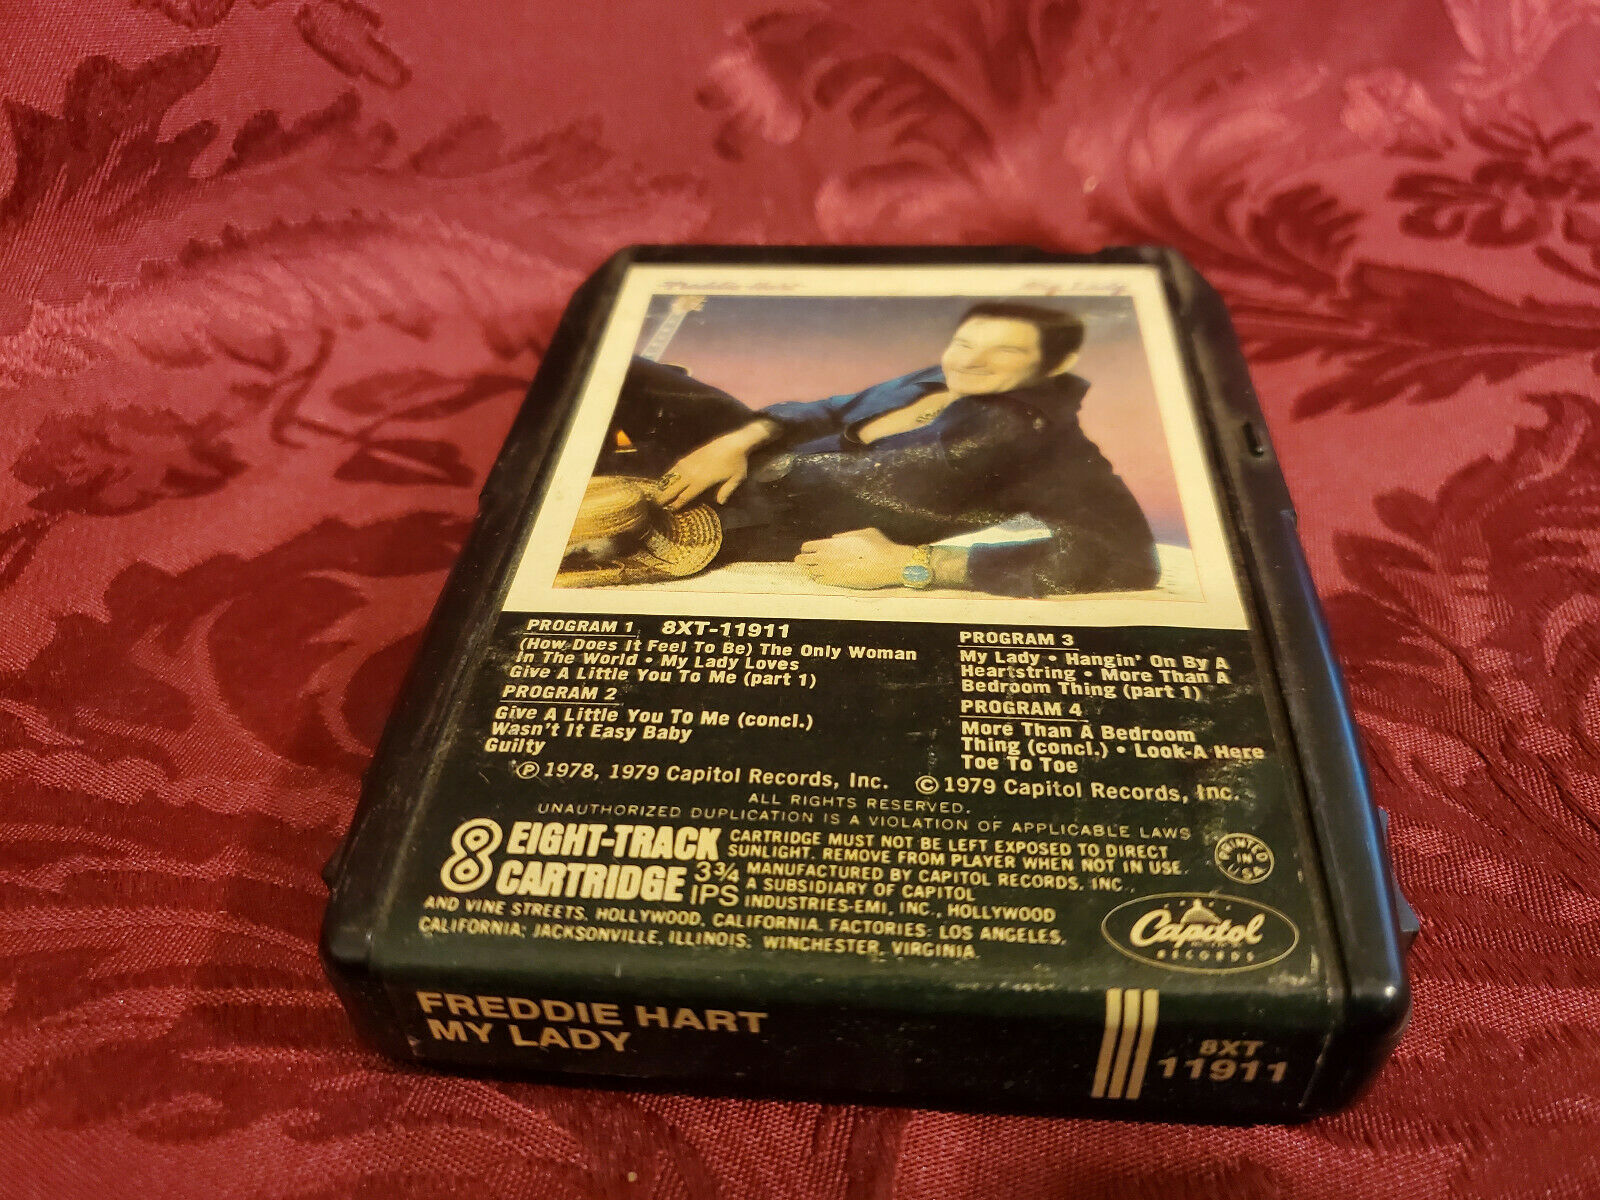 Freddie Hart
My Lady
PROGRAM 1 8XT-11911
(How Does It Feel To Be) The Only Woman
In The World • My Lady Loves
Give A Little You To Me (part 1)
PROGRAM 2
Give A Little You To Me (concl.)
Wasn't It Easy Baby
Guilty
PROGRAM 3
My Lady • Hangin' On By A
Heartstring • More Than A
Bedroom Thing (part 1)
PROGRAM 4
More Than A Bedroom
Thing (concl.) • Look-A Here
Toe To Toe
℗ 1978, 1979 Capitol Records, Inc. © 1979 Capitol Records, Inc.
ALL RIGHTS RESERVED.
UNAUTHORIZED DUPLICATION IS A VIOLATION OF APPLICABLE LAWS
8 EIGHT-TRACK
CARTRIDGE
3¾
IPS
CARTRIDGE MUST NOT BE LEFT EXPOSED TO DIRECT
SUNLIGHT. REMOVE FROM PLAYER WHEN NOT IN USE.
MANUFACTURED BY CAPITOL RECORDS, INC.,
A SUBSIDIARY OF CAPITOL
INDUSTRIES-EMI, INC., HOLLYWOOD
AND VINE STREETS, HOLLYWOOD, CALIFORNIA. FACTORIES: LOS ANGELES,
CALIFORNIA; JACKSONVILLE, ILLINOIS; WINCHESTER, VIRGINIA.
PRINTED
IN
USA
Capitol
RECORDS
FREDDIE HART
MY LADY
8XT
11911